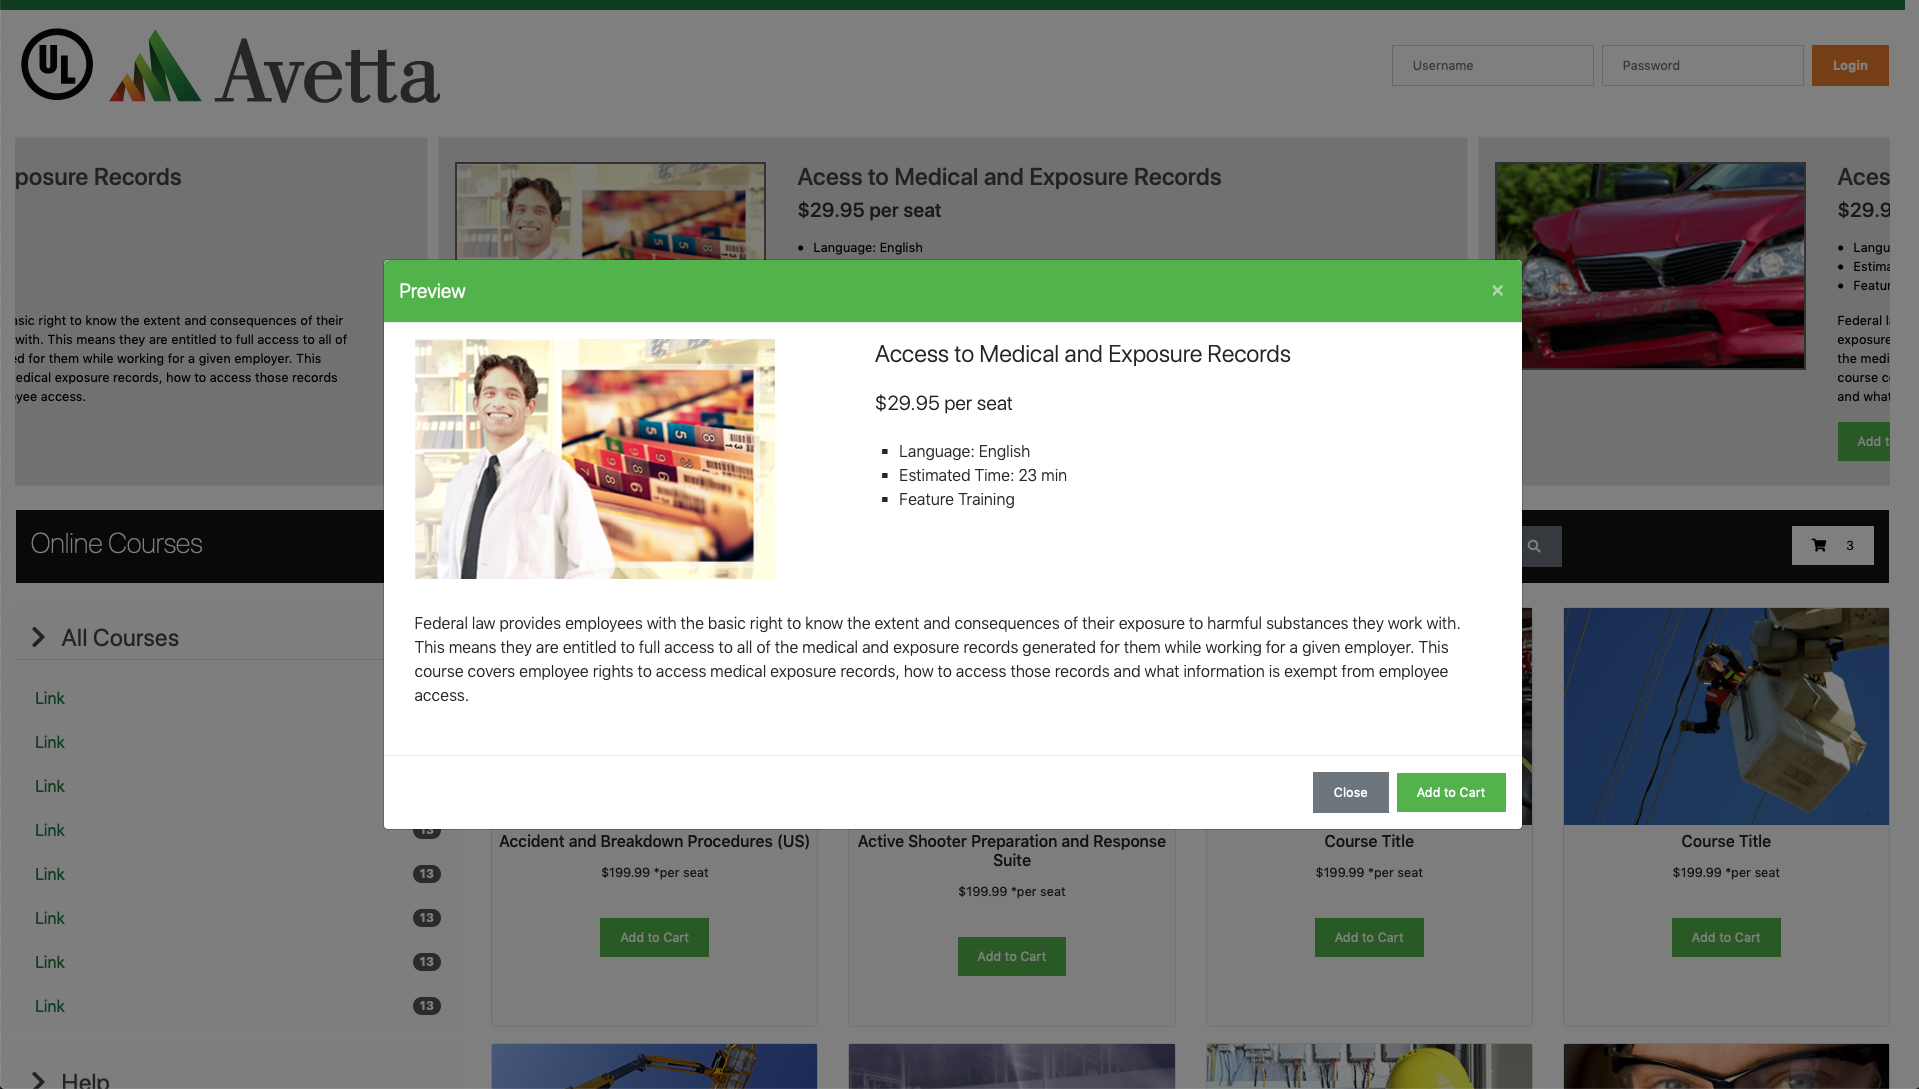 UL
Avetta
Username
Password
Login
posure Records
Acess to Medical and Exposure Records
$29.95 per seat
Language: English
Aces
$29.9
Langu
Estima
Featur
asic right to know the extent and consequences of their
with. This means they are entitled to full access to all of
ed for them while working for a given employer. This
edical exposure records, how to access those records
yee access.
Federal l
exposure
the medi
course c
and what
Add t
Preview
×
Access to Medical and Exposure Records
$29.95 per seat
Language: English
Estimated Time: 23 min
Feature Training
Federal law provides employees with the basic right to know the extent and consequences of their exposure to harmful substances they work with.
This means they are entitled to full access to all of the medical and exposure records generated for them while working for a given employer. This
course covers employee rights to access medical exposure records, how to access those records and what information is exempt from employee
access.
Close
Add to Cart
Online Courses
3
All Courses
Link
Link
Link
Link
13
Link
13
Link
13
Link
13
Link
13
Help
Accident and Breakdown Procedures (US)
$199.99 *per seat
Add to Cart
Active Shooter Preparation and Response
Suite
$199.99 *per seat
Add to Cart
Course Title
$199.99 *per seat
Add to Cart
Course Title
$199.99 *per seat
Add to Cart